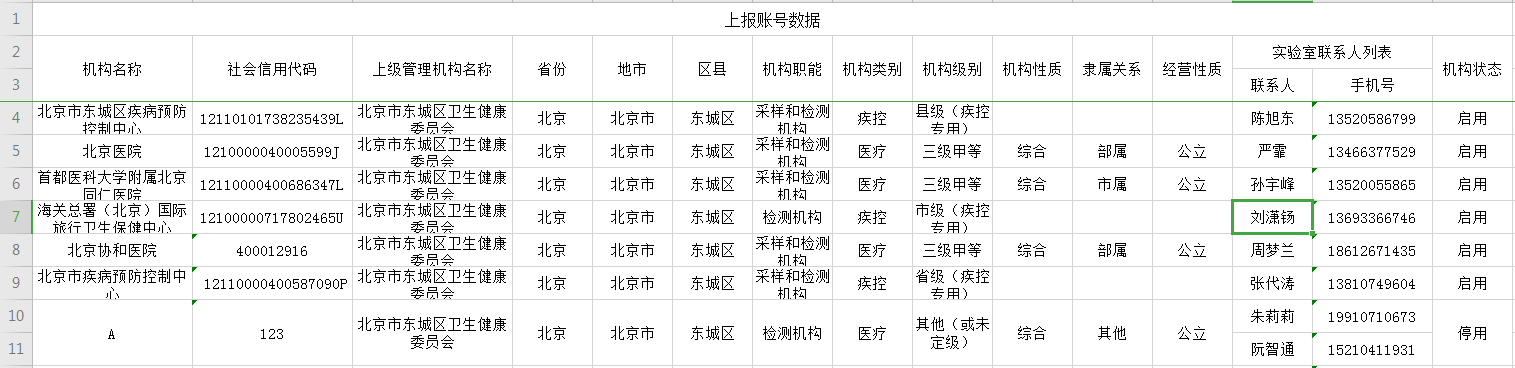 1 上报账号数据
2 机构名称 社会信用代码 上级管理机构名称 省份 地市 区县 机构职能 机构类别 机构级别 机构性质 隶属关系 经营性质 实验室联系人列表 机构状态
3 联系人 手机号
4 北京市东城区疾病预防控制中心 12110101738235439L 北京市东城区卫生健康委员会 北京 北京市 东城区 采样和检测机构 疾控 县级（疾控专用） 陈旭东 13520586799 启用
5 北京医院 1210000040005599J 北京市东城区卫生健康委员会 北京 北京市 东城区 采样和检测机构 医疗 三级甲等 综合 部属 公立 严霏 13466377529 启用
6 首都医科大学附属北京同仁医院 12110000400686347L 北京市东城区卫生健康委员会 北京 北京市 东城区 采样和检测机构 医疗 三级甲等 综合 市属 公立 孙宇峰 13520055865 启用
7 海关总署（北京）国际旅行卫生保健中心 12100000717802465U 北京市东城区卫生健康委员会 北京 北京市 东城区 检测机构 疾控 市级（疾控专用） 刘潇钖 13693366746 启用
8 北京协和医院 400012916 北京市东城区卫生健康委员会 北京 北京市 东城区 采样和检测机构 医疗 三级甲等 综合 部属 公立 周梦兰 18612671435 启用
9 北京市疾病预防控制中心 12110000400587090P 北京市东城区卫生健康委员会 北京 北京市 东城区 采样和检测机构 疾控 省级（疾控专用） 张代涛 13810749604 启用
10 A 123 北京市东城区卫生健康委员会 北京 北京市 东城区 检测机构 医疗 其他（或未定级） 综合 其他 公立 朱莉莉 19910710673 停用
11 阮智通 15210411931